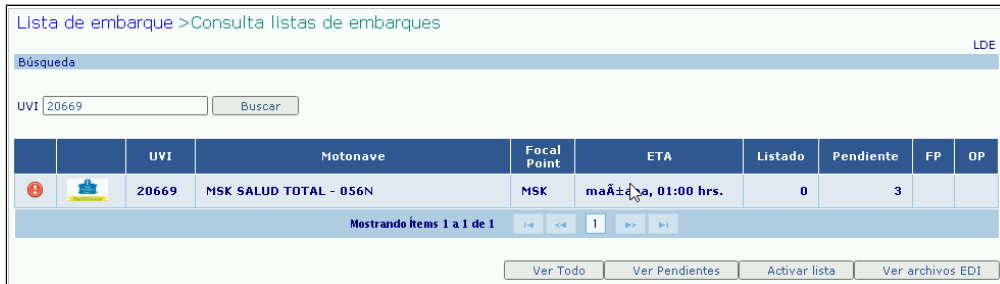 Lista de embarque >Consulta listas de embarques
LDE
Búsqueda
UVI 20669 Buscar
UVI Motonave Focal Point ETA Listado Pendiente FP OP
20669 MSK SALUD TOTAL - 056N MSK 01:00 hrs. 0 3
Mostrando Ítems 1 a 1 de 1 1
Ver Todo Ver Pendientes Activar lista Ver archivos EDI